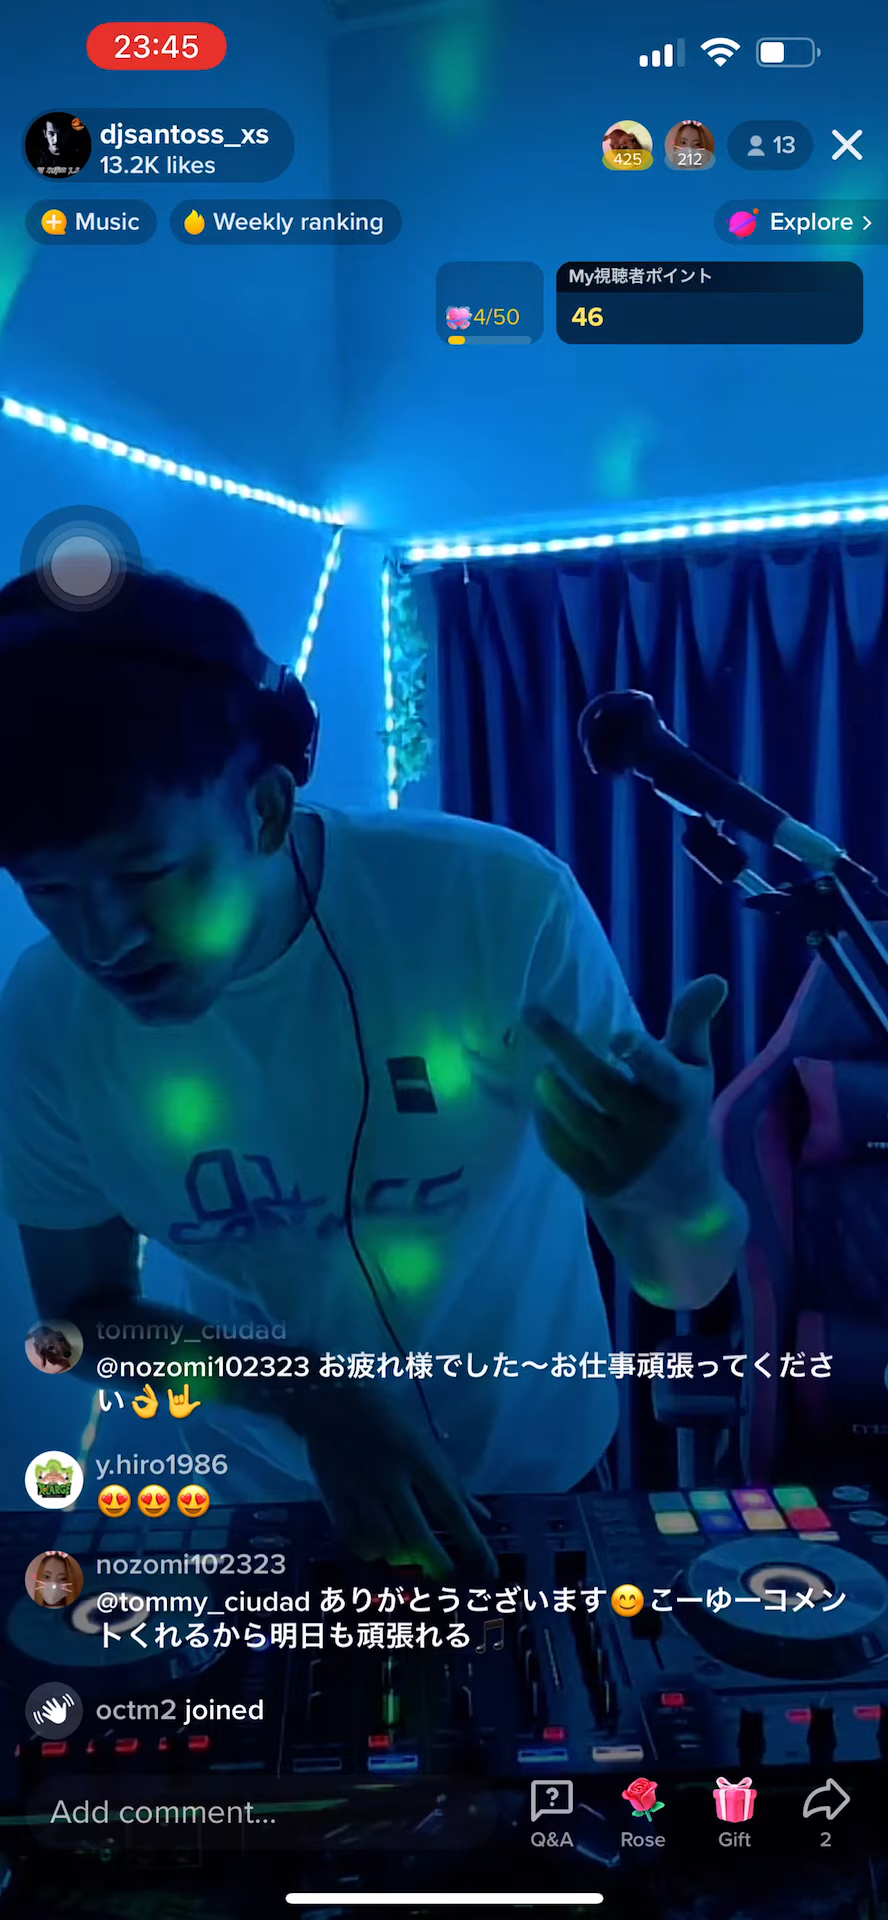 23:45
djsantoss_xs
13.2K likes
425
212
13
Music
Weekly ranking
Explore >
4/50
My視聴者ポイント
46
tommy_ciudad
@nozomi102323 お疲れ様でした〜お仕事頑張ってくださ
い👌🤟
y.hiro1986
😍😍😍
nozomi102323
@tommy_ciudad ありがとうございます😊こーゆーコメン
トくれるから明日も頑張れる🎵
octm2 joined
Add comment...
Q&A
Rose
Gift
2